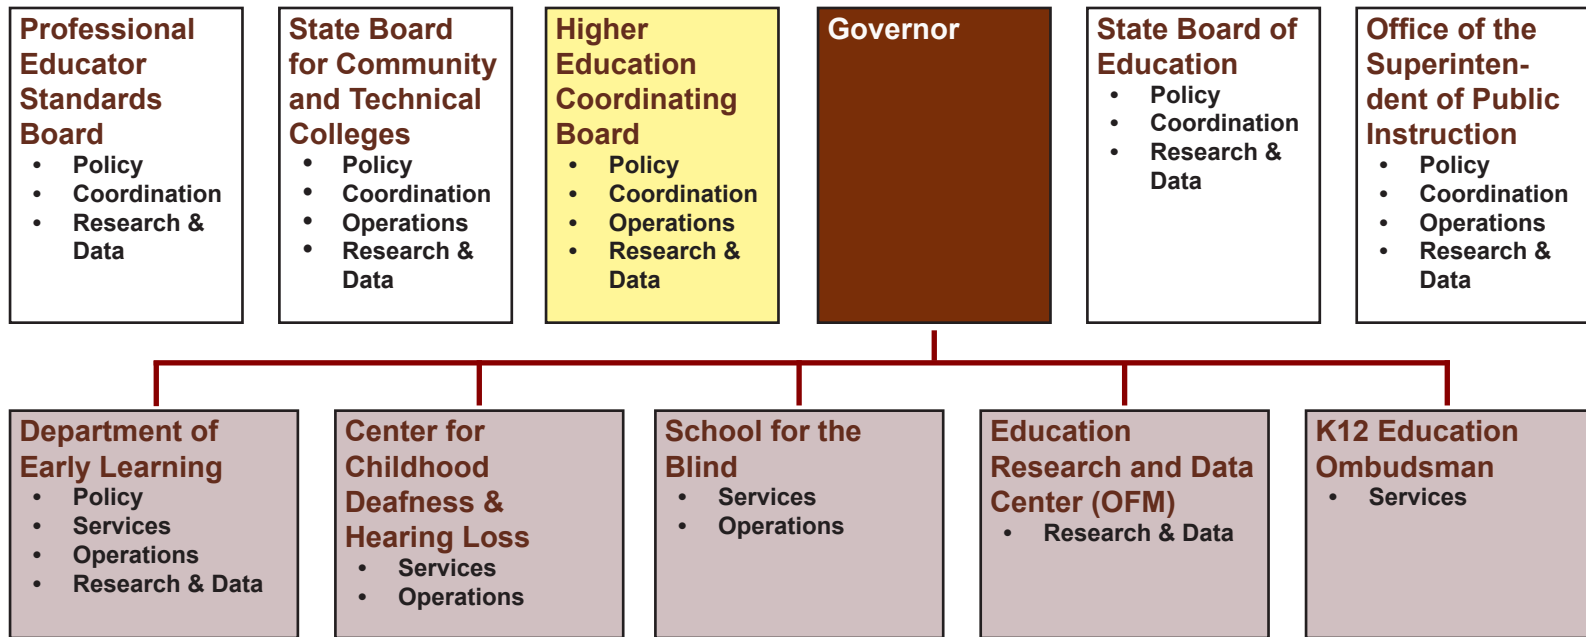 Professional
Educator
Standards
Board
• Policy
• Coordination
• Research &
Data
State Board
for Community
and Technical
Colleges
• Policy
• Coordination
• Operations
• Research &
Data
Higher
Education
Coordinating
Board
• Policy
• Coordination
• Operations
• Research &
Data
Governor
State Board of
Education
• Policy
• Coordination
• Research &
Data
Office of the
Superinten-
dent of Public
Instruction
• Policy
• Coordination
• Operations
• Research &
Data
Department of
Early Learning
• Policy
• Services
• Operations
• Research & Data
Center for
Childhood
Deafness &
Hearing Loss
• Services
• Operations
School for the
Blind
• Services
• Operations
Education
Research and Data
Center (OFM)
• Research & Data
K12 Education
Ombudsman
• Services